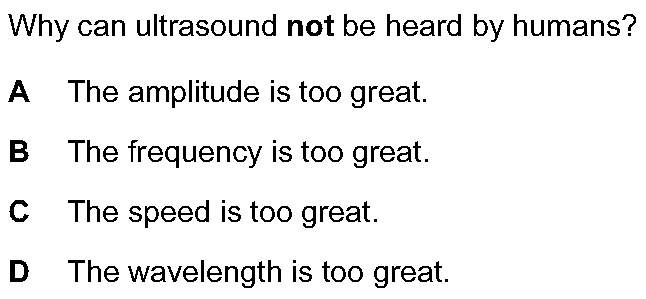 Why can ultrasound not be heard by humans?
A The amplitude is too great.
B The frequency is too great.
C The speed is too great.
D The wavelength is too great.